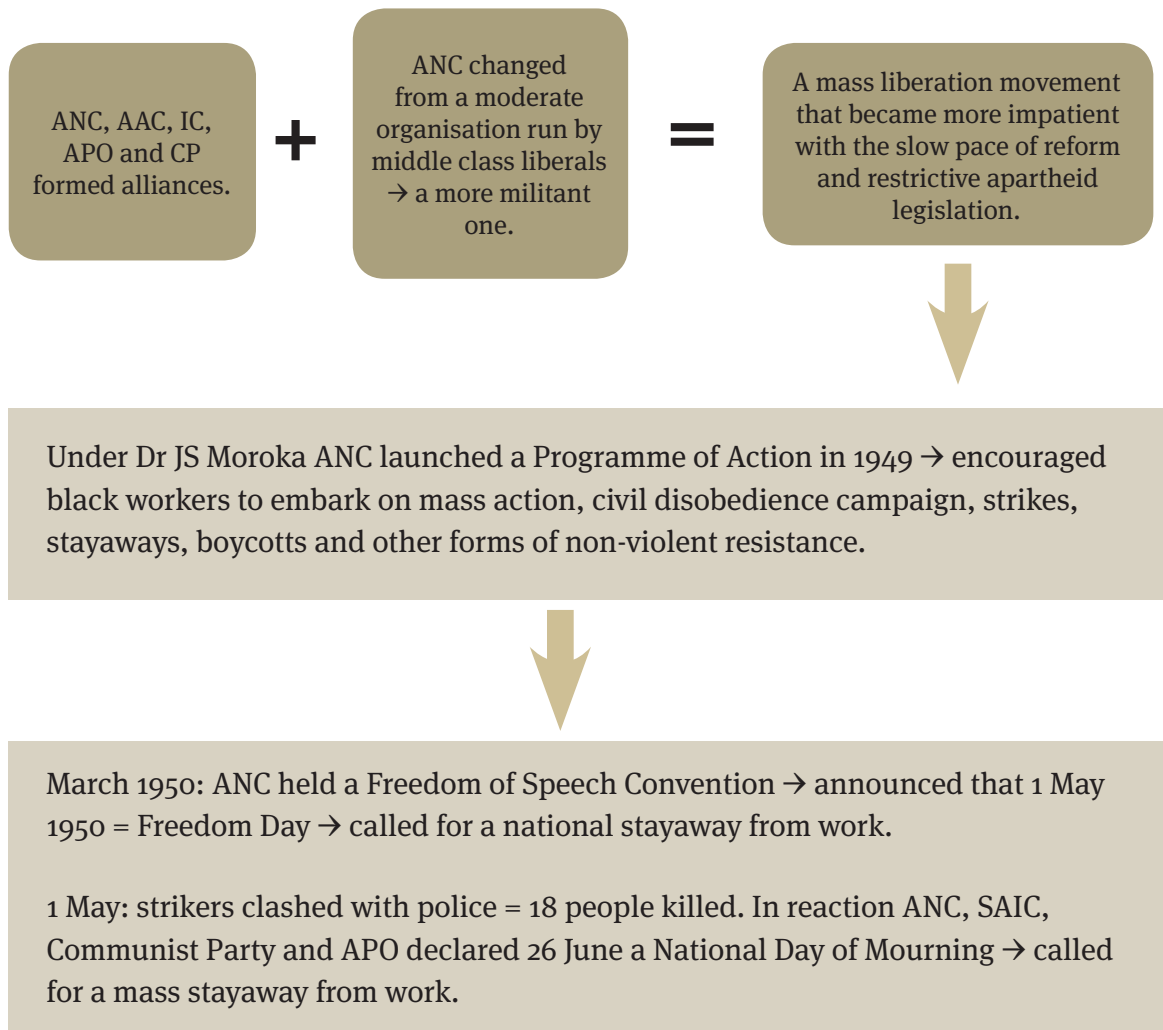 ANC, AAC, IC,
APO and CP
formed alliances.
+
ANC changed
from a moderate
organisation run by
middle class liberals
→ a more militant
one.
=
A mass liberation movement
that became more impatient
with the slow pace of reform
and restrictive apartheid
legislation.
Under Dr JS Moroka ANC launched a Programme of Action in 1949 → encouraged
black workers to embark on mass action, civil disobedience campaign, strikes,
stayaways, boycotts and other forms of non-violent resistance.
March 1950: ANC held a Freedom of Speech Convention → announced that 1 May
1950 = Freedom Day → called for a national stayaway from work.
1 May: strikers clashed with police = 18 people killed. In reaction ANC, SAIC,
Communist Party and APO declared 26 June a National Day of Mourning → called
for a mass stayaway from work.